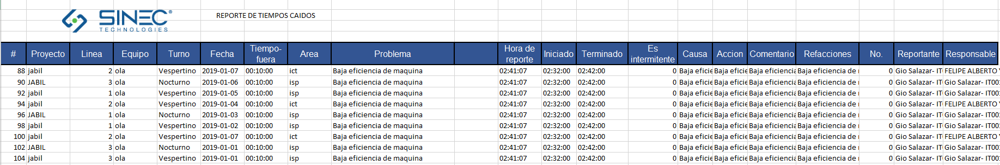 SINEC®
TECHNOLOGIES
REPORTE DE TIEMPOS CAIDOS
# Proyecto Linea Equipo Turno Fecha Tiempo-fuera Area Problema Hora de reporte Iniciado Terminado Es intermitente Causa Accion Comentario Refacciones No. Reportante Responsable
88 jabil 2 ola Vespertino 2019-01-07 00:10:00 ict Baja eficiencia de maquina 02:41:07 02:32:00 02:42:00 0 Baja eficie Baja eficien Baja eficiencia Baja eficiencia de 0 Gio Salazar- IT FELIPE ALBERTO
90 JABIL 3 ola Nocturno 2019-01-06 00:10:00 isp Baja eficiencia de maquina 02:41:07 02:32:00 02:42:00 0 Baja eficie Baja eficien Baja eficiencia Baja eficiencia de 0 Gio Salazar- IT Gio Salazar- IT001
92 jabil 1 ola Vespertino 2019-01-05 00:10:00 isp Baja eficiencia de maquina 02:41:07 02:32:00 02:42:00 0 Baja eficie Baja eficien Baja eficiencia Baja eficiencia de 0 Gio Salazar- IT Gio Salazar- IT001
94 jabil 2 ola Vespertino 2019-01-04 00:10:00 ict Baja eficiencia de maquina 02:41:07 02:32:00 02:42:00 0 Baja eficie Baja eficien Baja eficiencia Baja eficiencia de 0 Gio Salazar- IT FELIPE ALBERTO
96 JABIL 1 ola Nocturno 2019-01-03 00:10:00 isp Baja eficiencia de maquina 02:41:07 02:32:00 02:42:00 0 Baja eficie Baja eficien Baja eficiencia Baja eficiencia de 0 Gio Salazar- IT Gio Salazar- IT001
98 jabil 1 ola Vespertino 2019-01-02 00:10:00 isp Baja eficiencia de maquina 02:41:07 02:32:00 02:42:00 0 Baja eficie Baja eficien Baja eficiencia Baja eficiencia de 0 Gio Salazar- IT Gio Salazar- IT001
100 jabil 2 ola Vespertino 2019-01-07 00:10:00 ict Baja eficiencia de maquina 02:41:07 02:32:00 02:42:00 0 Baja eficie Baja eficien Baja eficiencia Baja eficiencia de 0 Gio Salazar- IT FELIPE ALBERTO
102 JABIL 3 ola Nocturno 2019-01-01 00:10:00 isp Baja eficiencia de maquina 02:41:07 02:32:00 02:42:00 0 Baja eficie Baja eficien Baja eficiencia Baja eficiencia de 0 Gio Salazar- IT Gio Salazar- IT001
104 jabil 3 ola Vespertino 2019-01-01 00:10:00 isp Baja eficiencia de maquina 02:41:07 02:32:00 02:42:00 0 Baja eficie Baja eficien Baja eficiencia Baja eficiencia de 0 Gio Salazar- IT Gio Salazar- IT001